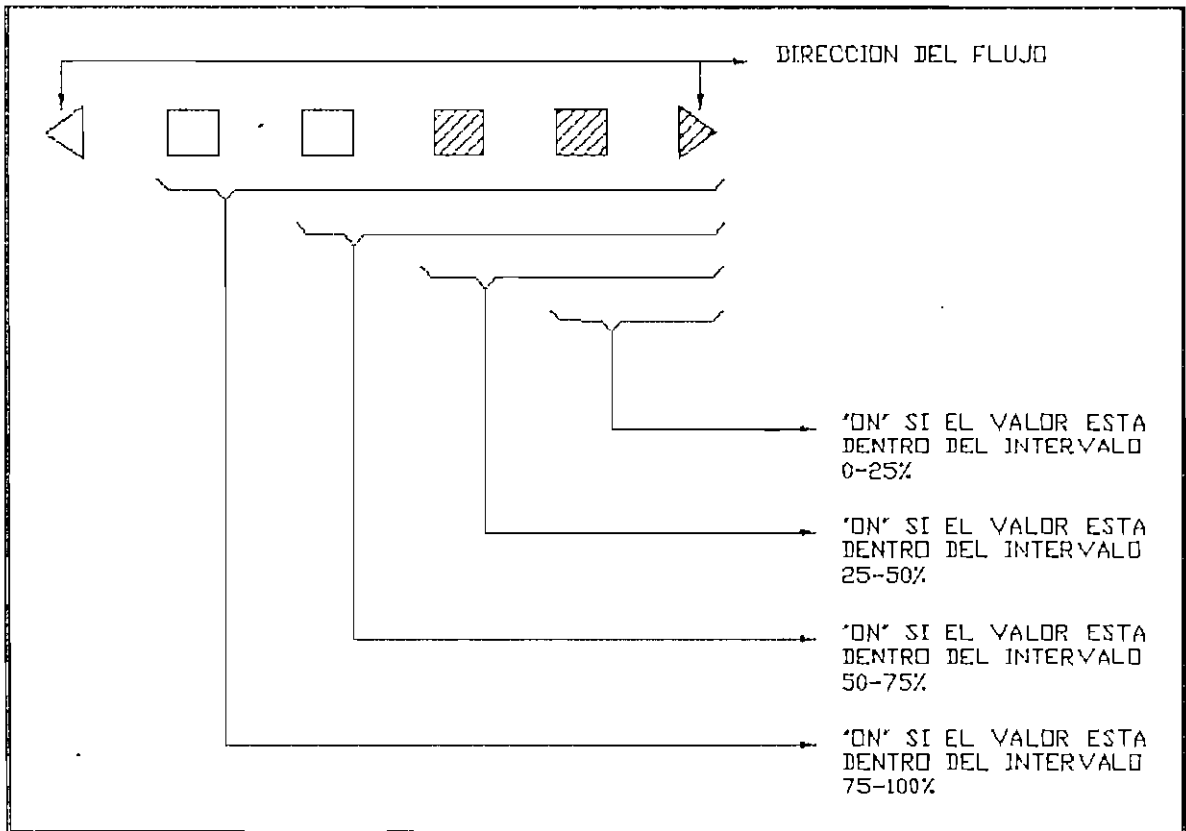 DIRECCION DEL FLUJO
"ON" SI EL VALOR ESTA
DENTRO DEL INTERVALO
0-25%
"ON" SI EL VALOR ESTA
DENTRO DEL INTERVALO
25-50%
"ON" SI EL VALOR ESTA
DENTRO DEL INTERVALO
50-75%
"ON" SI EL VALOR ESTA
DENTRO DEL INTERVALO
75-100%